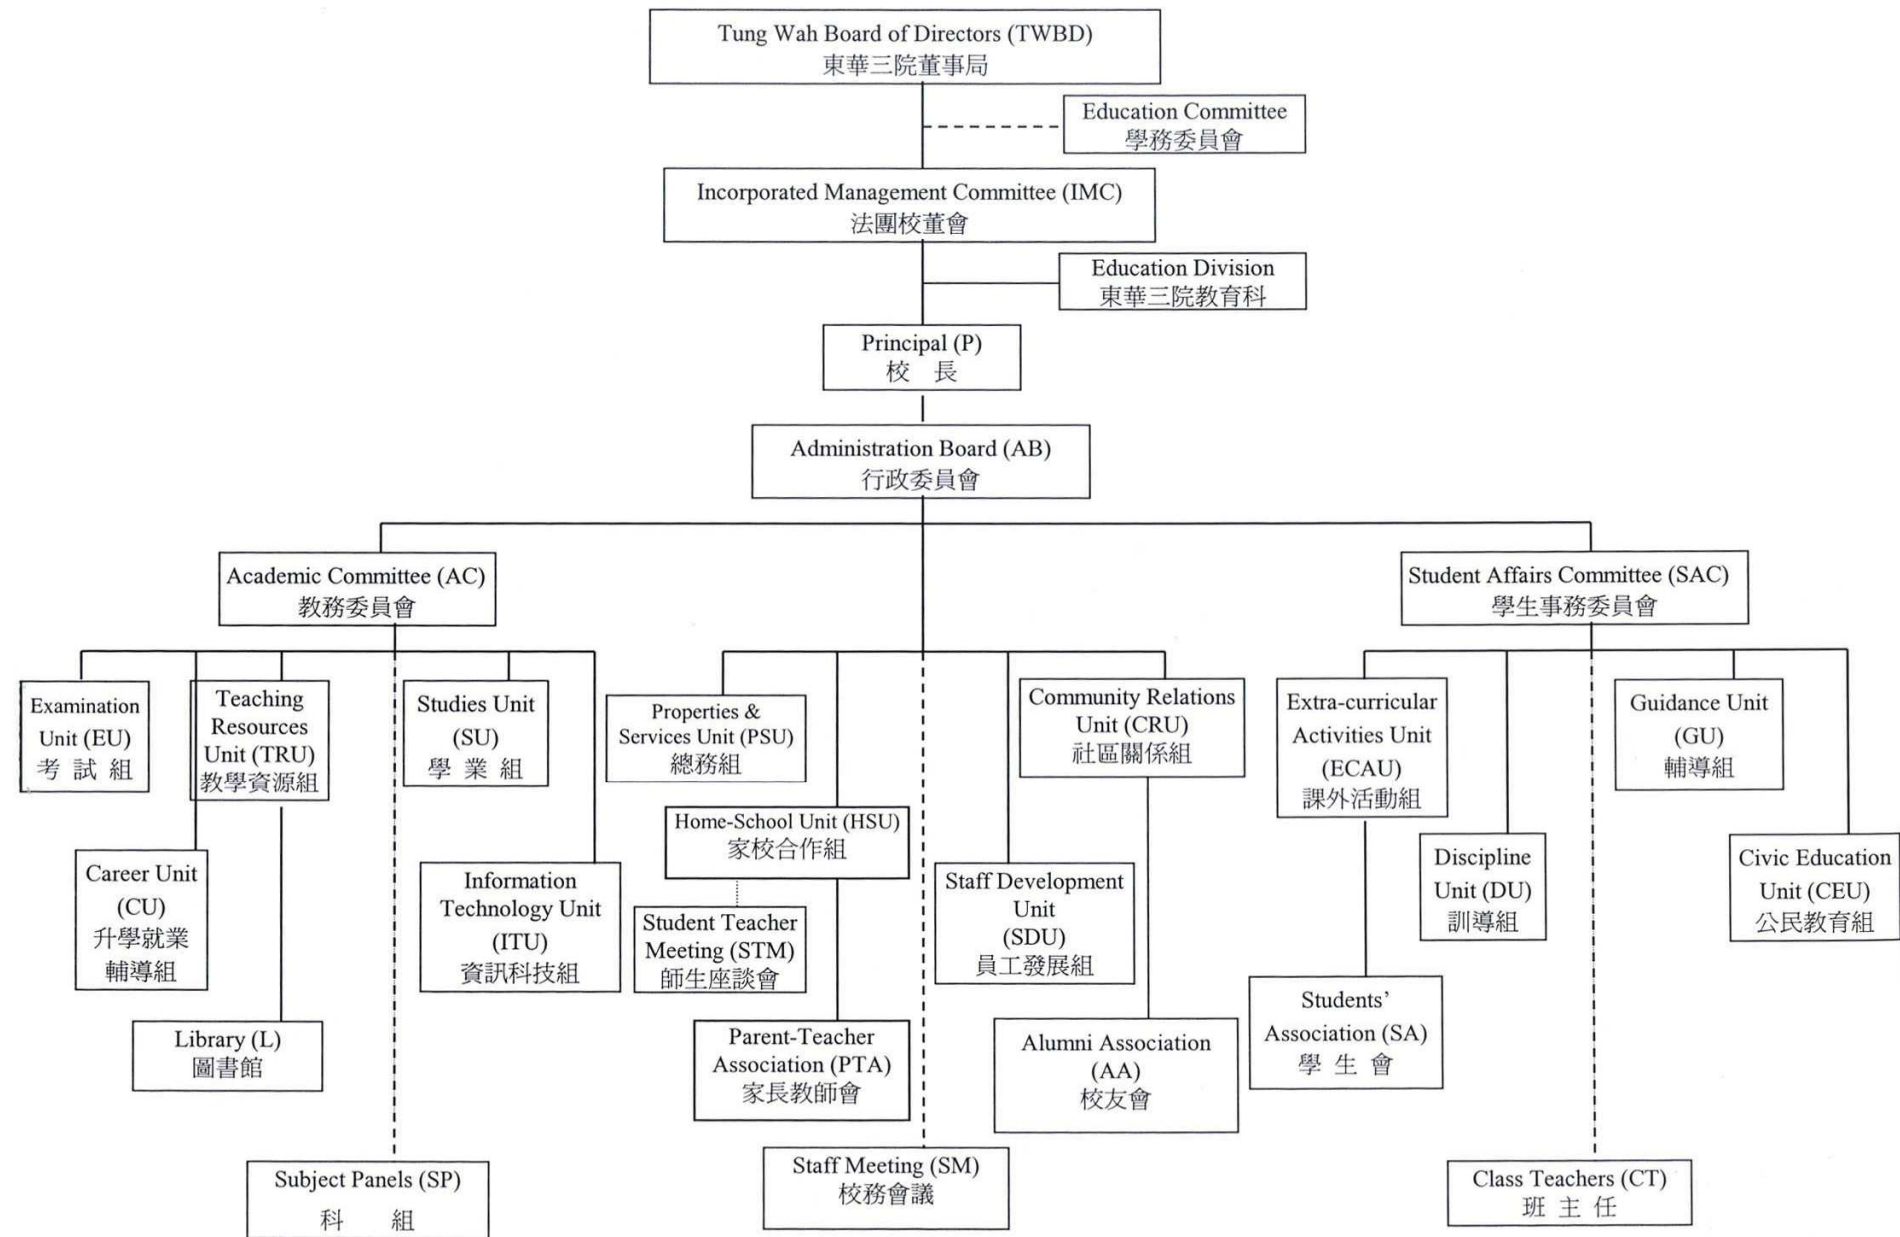 Tung Wah Board of Directors (TWBD)
東華三院董事局
Education Committee
學務委員會
Incorporated Management Committee (IMC)
法團校董會
Education Division
東華三院教育科
Principal (P)
校 長
Administration Board (AB)
行政委員會
Academic Committee (AC)
教務委員會
Student Affairs Committee (SAC)
學生事務委員會
Examination
Unit (EU)
考 試 組
Teaching
Resources
Unit (TRU)
教學資源組
Studies Unit
(SU)
學 業 組
Properties &
Services Unit (PSU)
總務組
Community Relations
Unit (CRU)
社區關係組
Extra-curricular
Activities Unit
(ECAU)
課外活動組
Guidance Unit
(GU)
輔導組
Career Unit
(CU)
升學就業
輔導組
Information
Technology Unit
(ITU)
資訊科技組
Home-School Unit (HSU)
家校合作組
Student Teacher
Meeting (STM)
師生座談會
Staff Development
Unit
(SDU)
員工發展組
Discipline
Unit (DU)
訓導組
Civic Education
Unit (CEU)
公民教育組
Library (L)
圖書館
Parent-Teacher
Association (PTA)
家長教師會
Alumni Association
(AA)
校友會
Students’
Association (SA)
學 生 會
Subject Panels (SP)
科 組
Staff Meeting (SM)
校務會議
Class Teachers (CT)
班 主 任